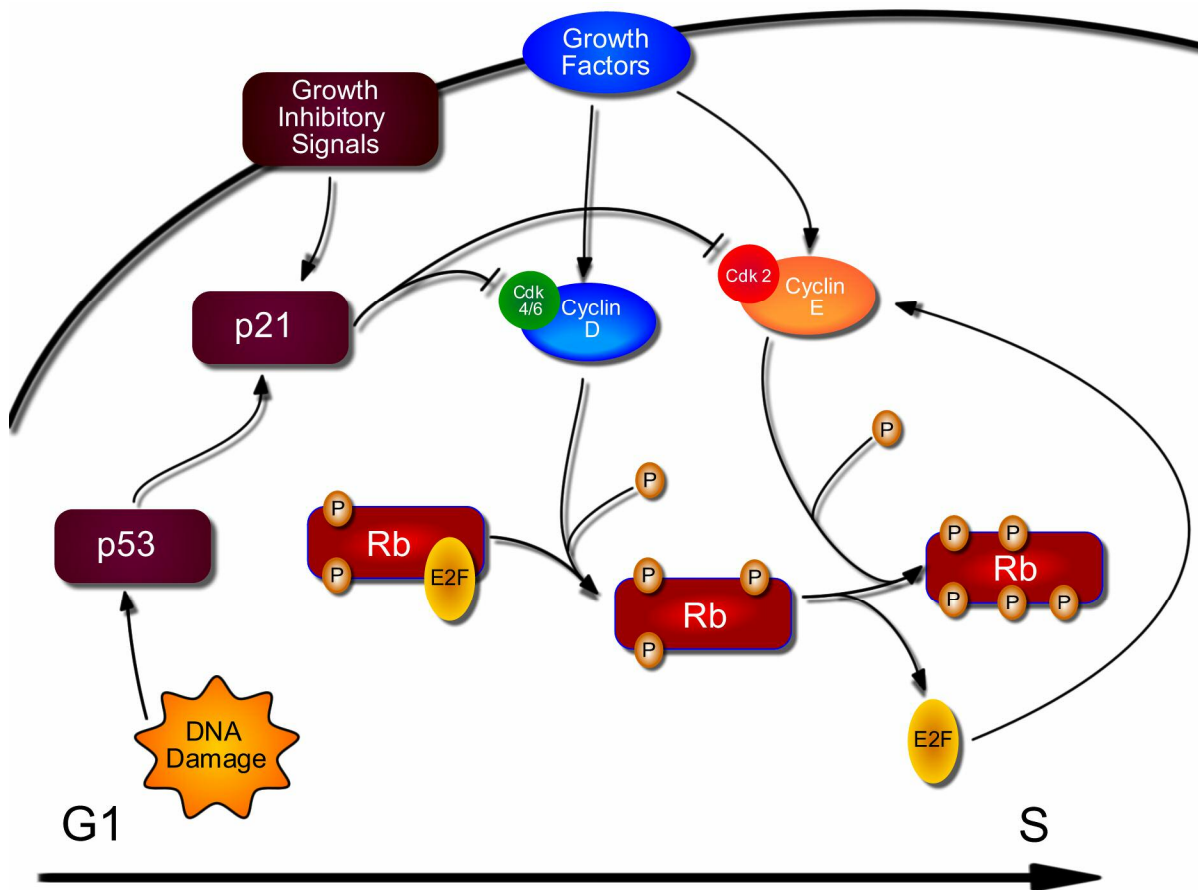 Growth
Factors
Growth
Inhibitory
Signals
Cdk 2
Cyclin
E
Cdk
4/6
Cyclin
D
p21
P
P
P
Rb
E2F
p53
P
P
P
Rb
P
P
P
Rb
P
P
P
P
E2F
DNA
Damage
G1
S